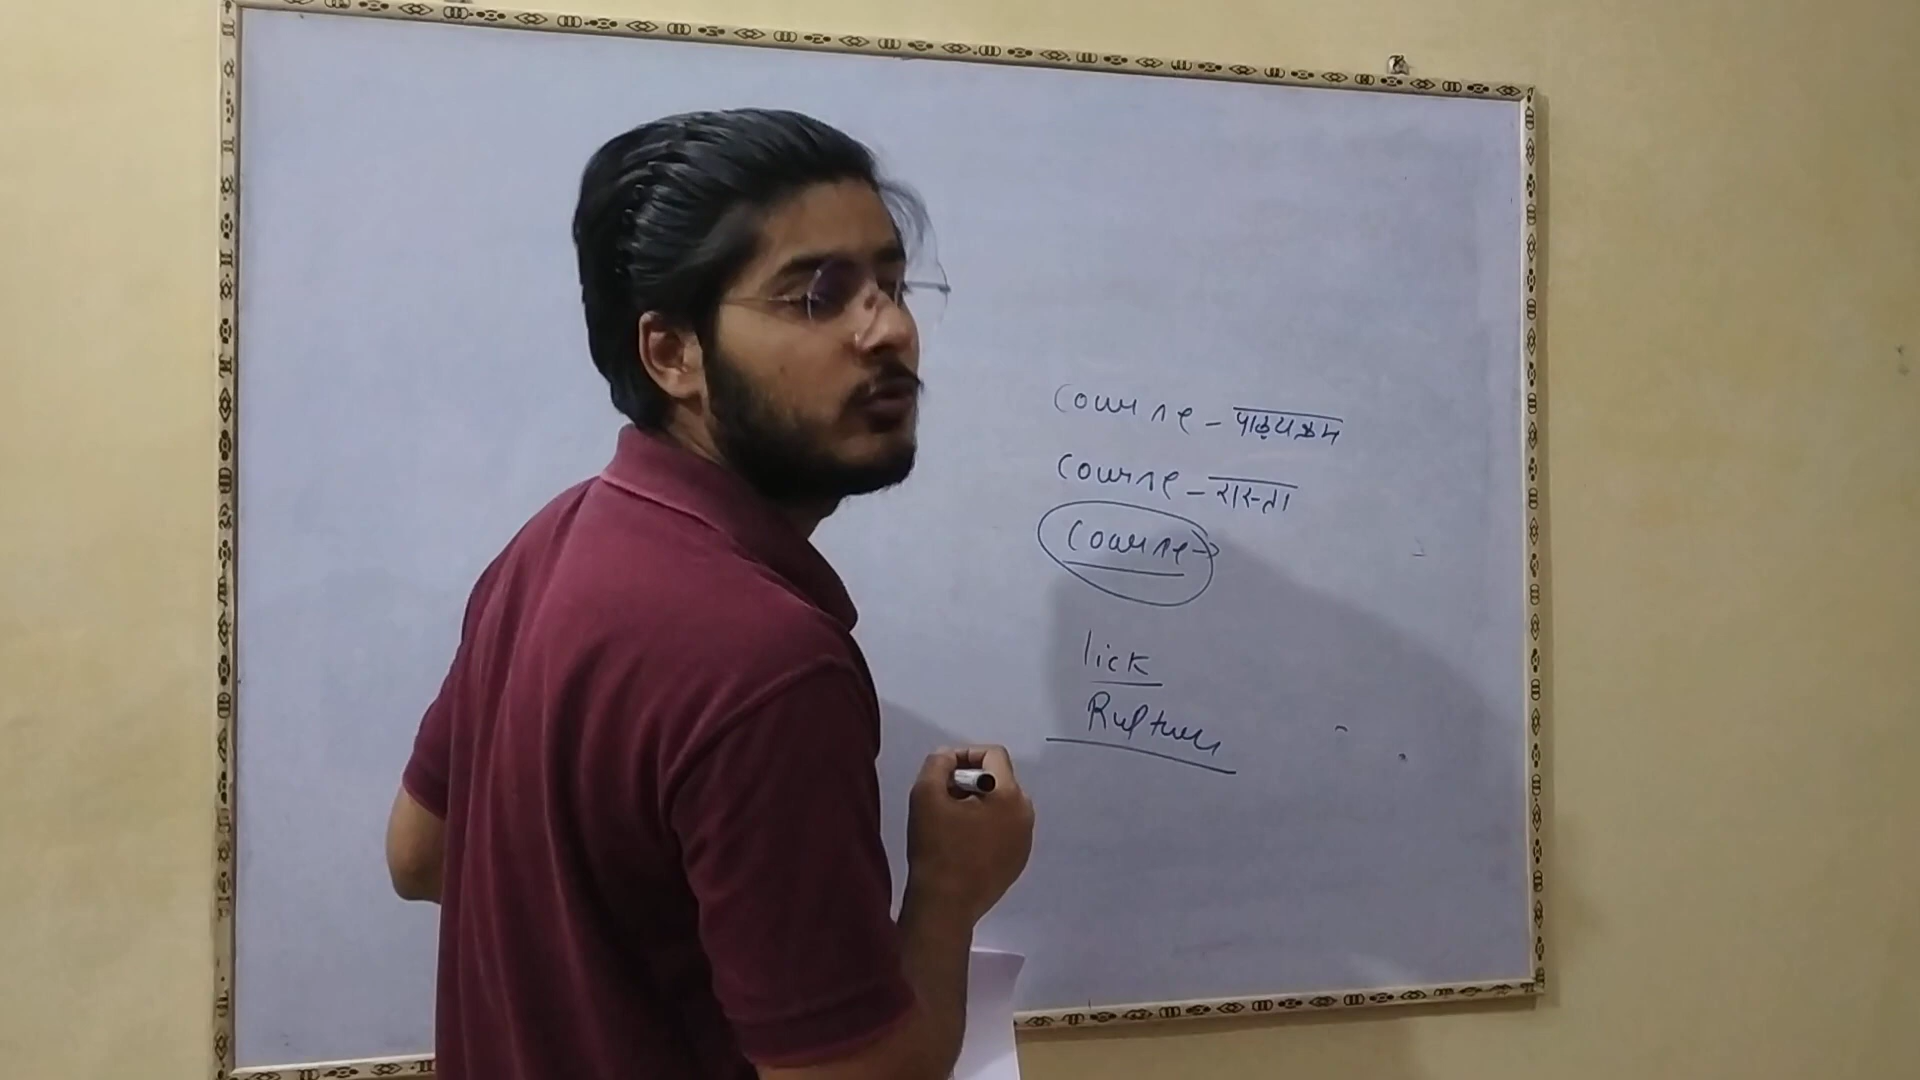 course - पाठ्यक्रम
course - रास्ता
course →
lick
Rupture